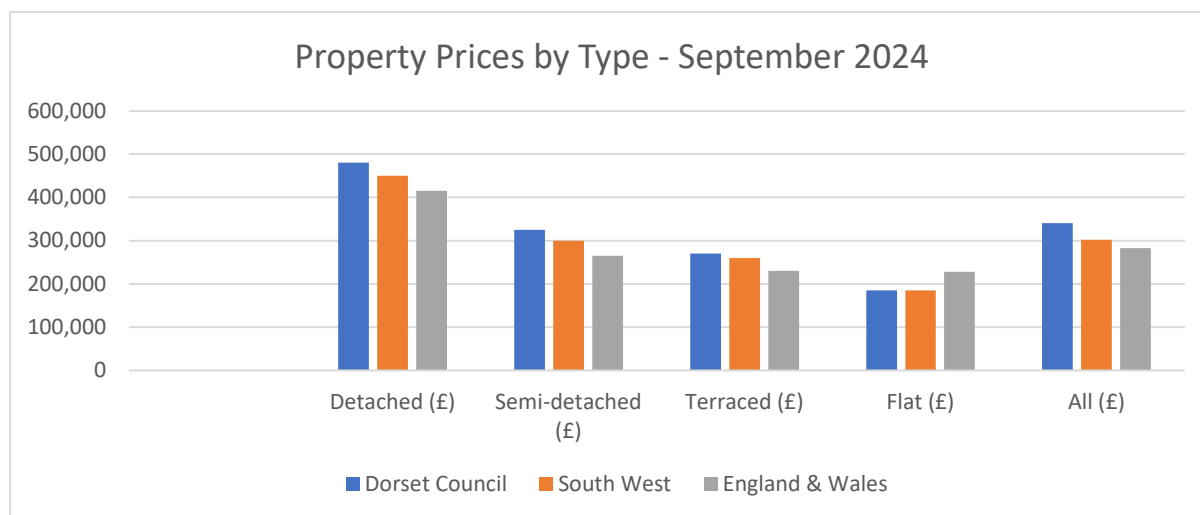 Property Prices by Type - September 2024
600,000
500,000
400,000
300,000
200,000
100,000
0
Detached (£)
Semi-detached
(£)
Terraced (£)
Flat (£)
All (£)
Dorset Council
South West
England & Wales